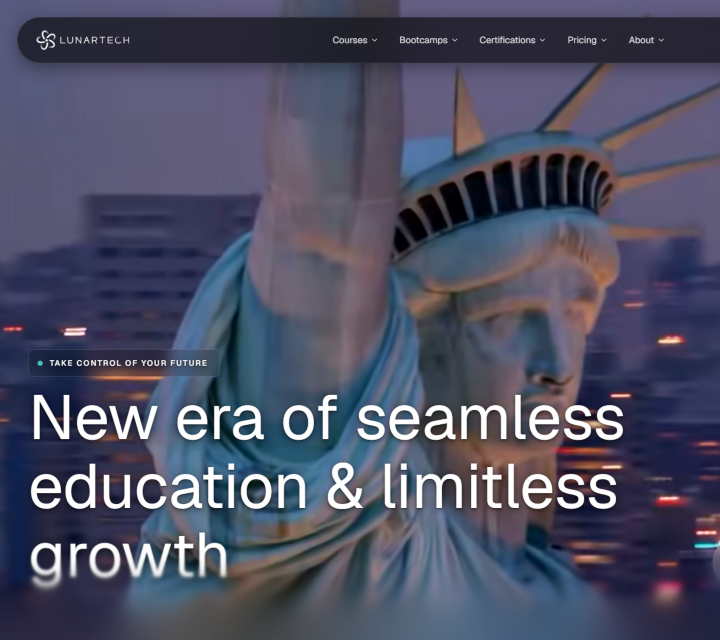 LUNARTECH
Courses Bootcamps Certifications Pricing About
TAKE CONTROL OF YOUR FUTURE
New era of seamless
education & limitless
growth